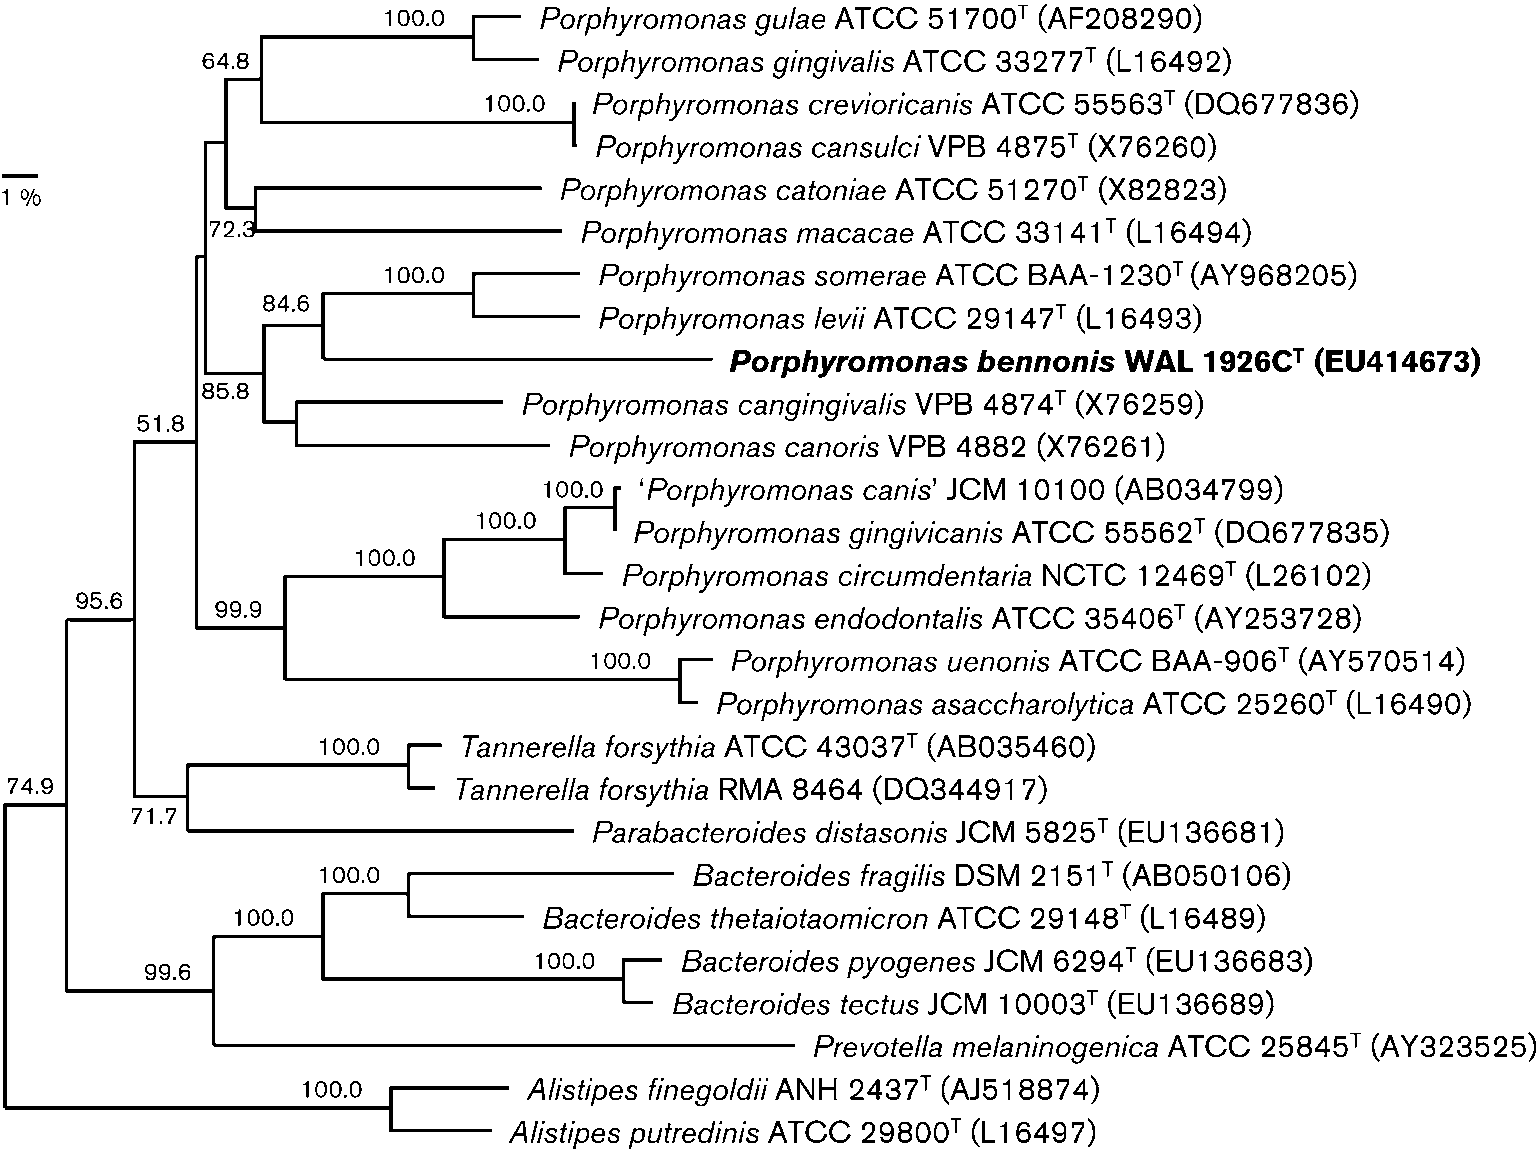 100.0
Porphyromonas gulae ATCC 51700ᵀ (AF208290)
64.8
Porphyromonas gingivalis ATCC 33277ᵀ (L16492)
100.0
Porphyromonas crevioricanis ATCC 55563ᵀ (DQ677836)
Porphyromonas cansulci VPB 4875ᵀ (X76260)
1 %
Porphyromonas catoniae ATCC 51270ᵀ (X82823)
72.3
Porphyromonas macacae ATCC 33141ᵀ (L16494)
100.0
Porphyromonas somerae ATCC BAA-1230ᵀ (AY968205)
84.6
Porphyromonas levii ATCC 29147ᵀ (L16493)
Porphyromonas bennonis WAL 1926Cᵀ (EU414673)
85.8
Porphyromonas cangingivalis VPB 4874ᵀ (X76259)
51.8
Porphyromonas canoris VPB 4882 (X76261)
100.0
‘Porphyromonas canis’ JCM 10100 (AB034799)
100.0
Porphyromonas gingivicanis ATCC 55562ᵀ (DQ677835)
100.0
Porphyromonas circumdentaria NCTC 12469ᵀ (L26102)
95.6
99.9
Porphyromonas endodontalis ATCC 35406ᵀ (AY253728)
100.0
Porphyromonas uenonis ATCC BAA-906ᵀ (AY570514)
Porphyromonas asaccharolytica ATCC 25260ᵀ (L16490)
100.0
Tannerella forsythia ATCC 43037ᵀ (AB035460)
74.9
Tannerella forsythia RMA 8464 (DQ344917)
71.7
Parabacteroides distasonis JCM 5825ᵀ (EU136681)
100.0
Bacteroides fragilis DSM 2151ᵀ (AB050106)
100.0
Bacteroides thetaiotaomicron ATCC 29148ᵀ (L16489)
100.0
Bacteroides pyogenes JCM 6294ᵀ (EU136683)
99.6
Bacteroides tectus JCM 10003ᵀ (EU136689)
Prevotella melaninogenica ATCC 25845ᵀ (AY323525)
100.0
Alistipes finegoldii ANH 2437ᵀ (AJ518874)
Alistipes putredinis ATCC 29800ᵀ (L16497)